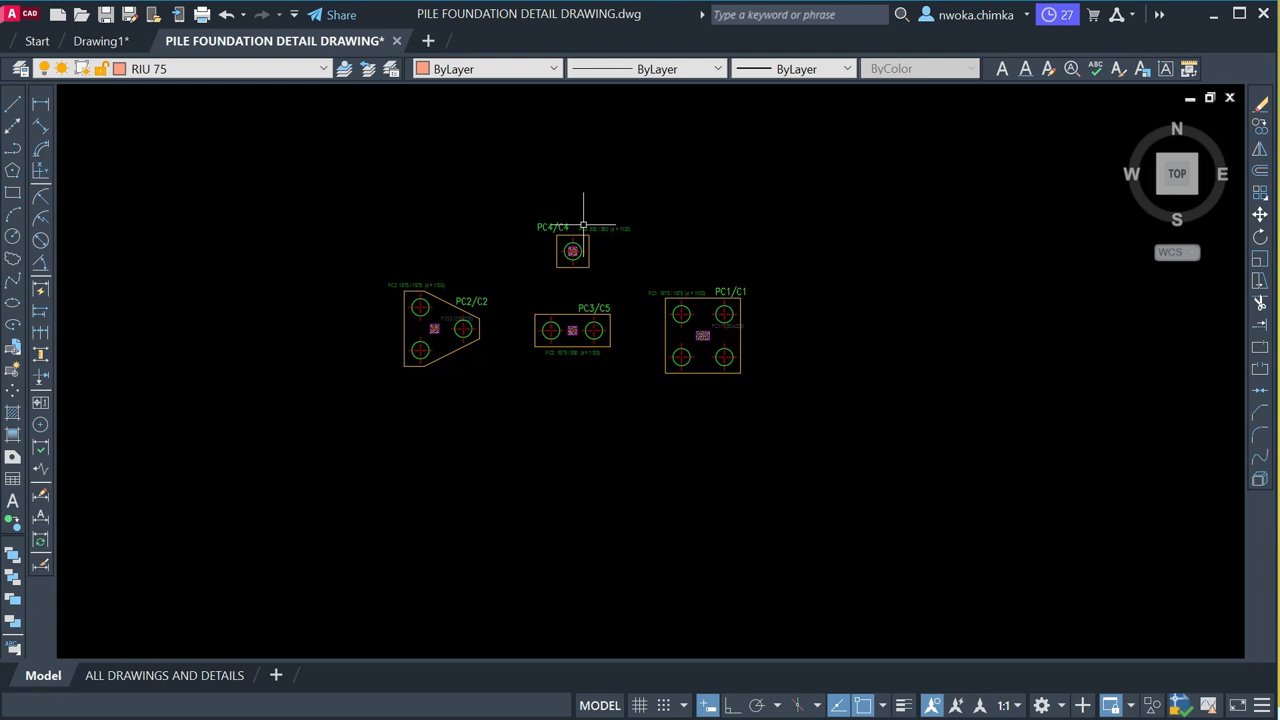 A CAD
Share
PILE FOUNDATION DETAIL DRAWING.dwg
Type a keyword or phrase
nwoka.chimka
27
Start
Drawing1*
PILE FOUNDATION DETAIL DRAWING*
RIU 75
ByLayer
ByLayer
ByLayer
ByColor
N
W
TOP
E
S
WCS
PC4/C4
PC2/C2
PC3/C5
PC1/C1
Model
ALL DRAWINGS AND DETAILS
MODEL
1:1